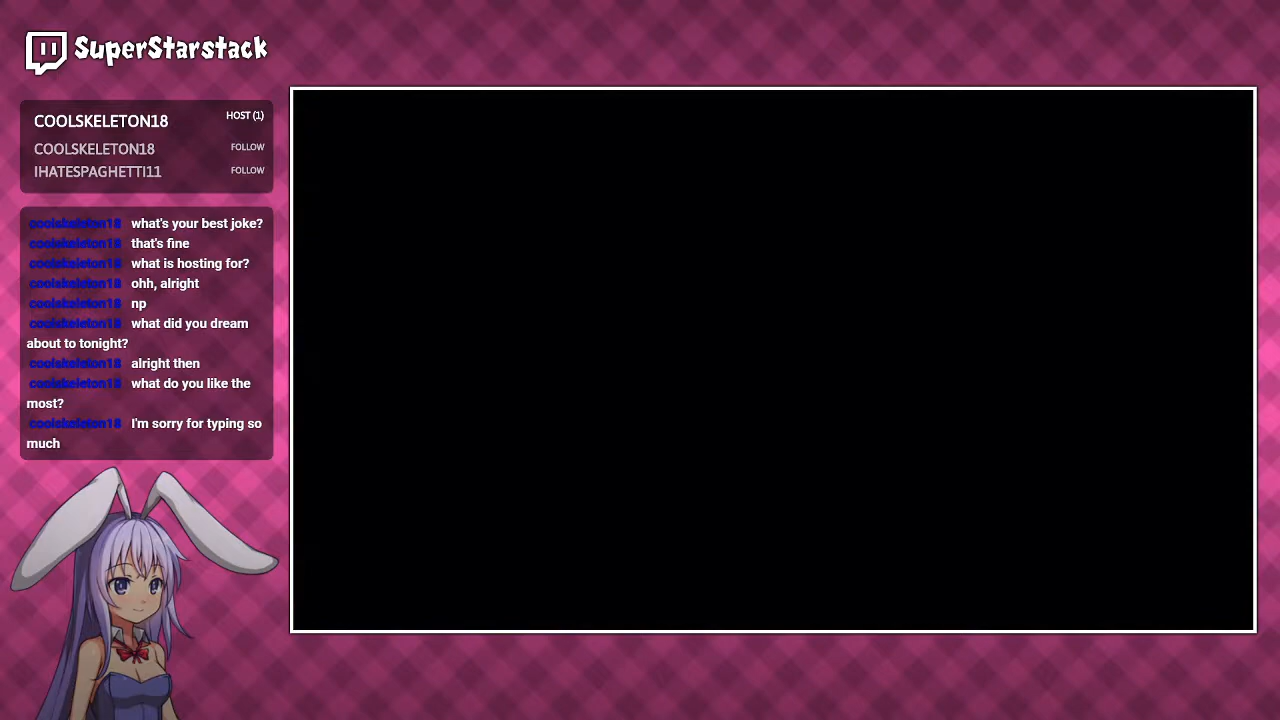 SuperStarstack
COOLSKELETON18 HOST (1)
COOLSKELETON18 FOLLOW
IHATESPAGHETTI11 FOLLOW
coolskeleton18 what's your best joke?
coolskeleton18 that's fine
coolskeleton18 what is hosting for?
coolskeleton18 ohh, alright
coolskeleton18 np
coolskeleton18 what did you dream
about to tonight?
coolskeleton18 alright then
coolskeleton18 what do you like the
most?
coolskeleton18 I'm sorry for typing so
much